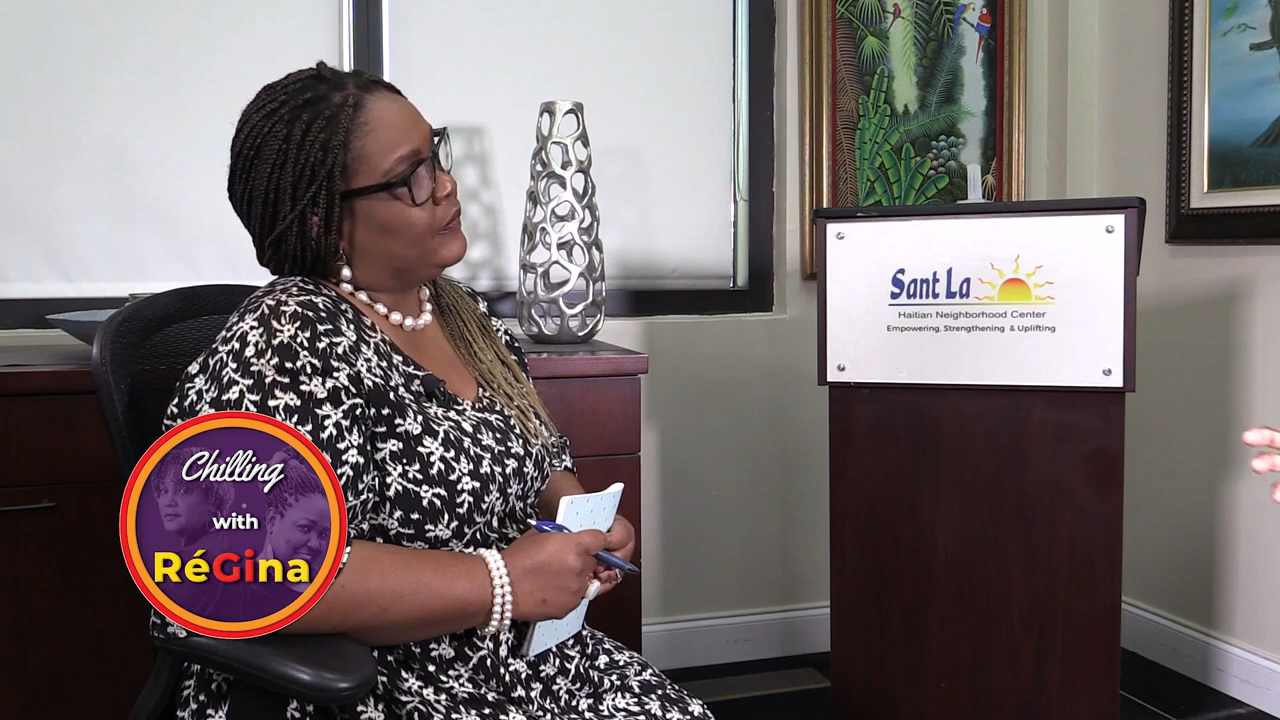 Sant La
Haitian Neighborhood Center
Empowering, Strengthening & Uplifting
Chilling
with
RéGina